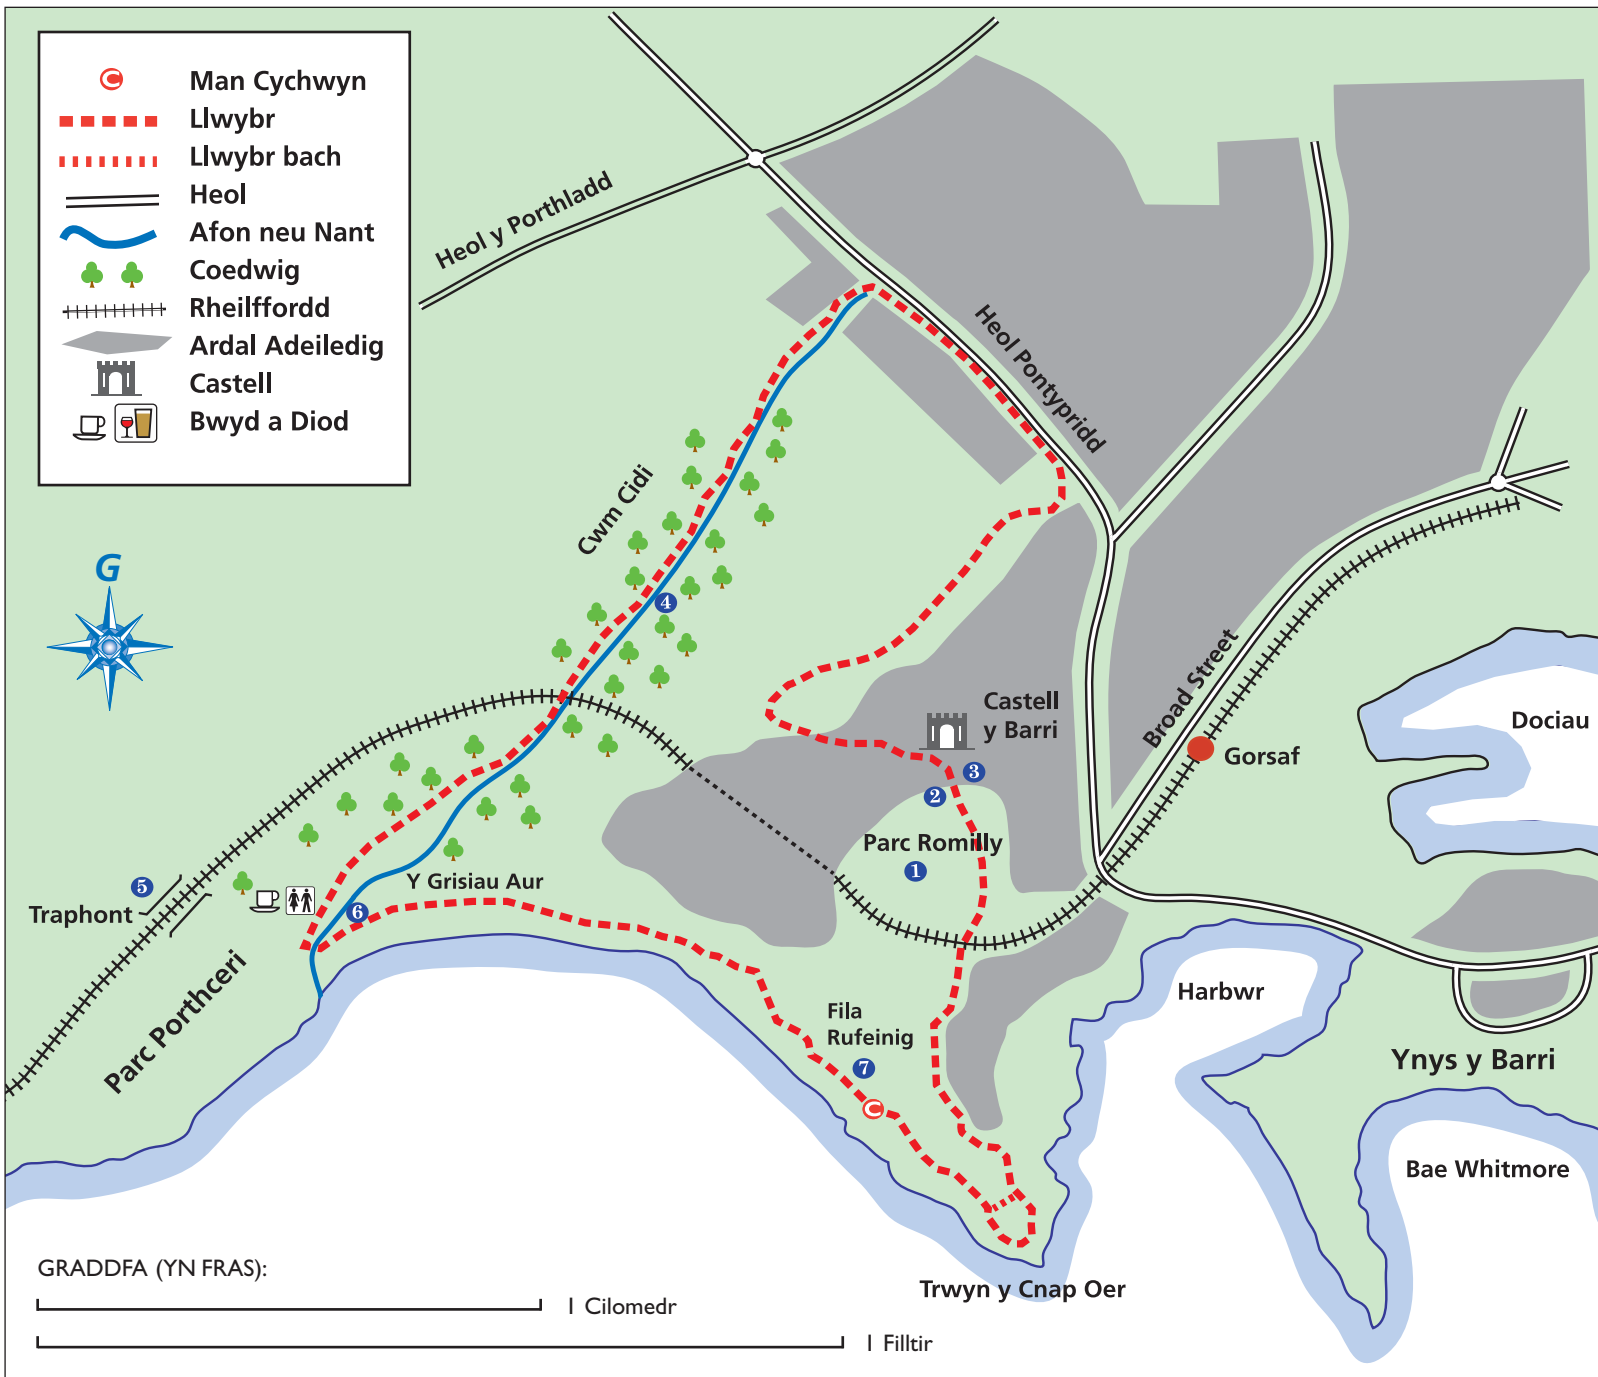 C
Man Cychwyn
Llwybr
Llwybr bach
Heol
Afon neu Nant
Coedwig
Rheilffordd
Ardal Adeiledig
Castell
Bwyd a Diod
Heol y Porthladd
Heol Pontypridd
Cwm Cidi
G
4
Castell
y Barri
3
2
Parc Romilly
1
Broad Street
Gorsaf
Dociau
5
Traphont
Y Grisiau Aur
6
Parc Porthceri
Fila
Rufeinig
7
C
Harbwr
Ynys y Barri
Bae Whitmore
Trwyn y Cnap Oer
GRADDFA (YN FRAS):
1 Cilomedr
1 Filltir